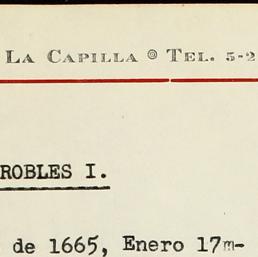 LA CAPILLA ◎ TEL. 5-2
ROBLES I.
de 1665, Enero 17m-